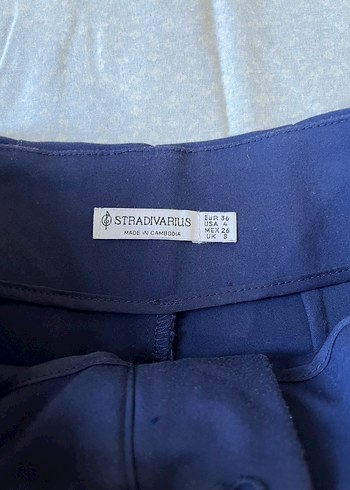 STRADIVARIUS
MADE IN CAMBODIA
EUR 36
USA 4
MEX 26
UK 8